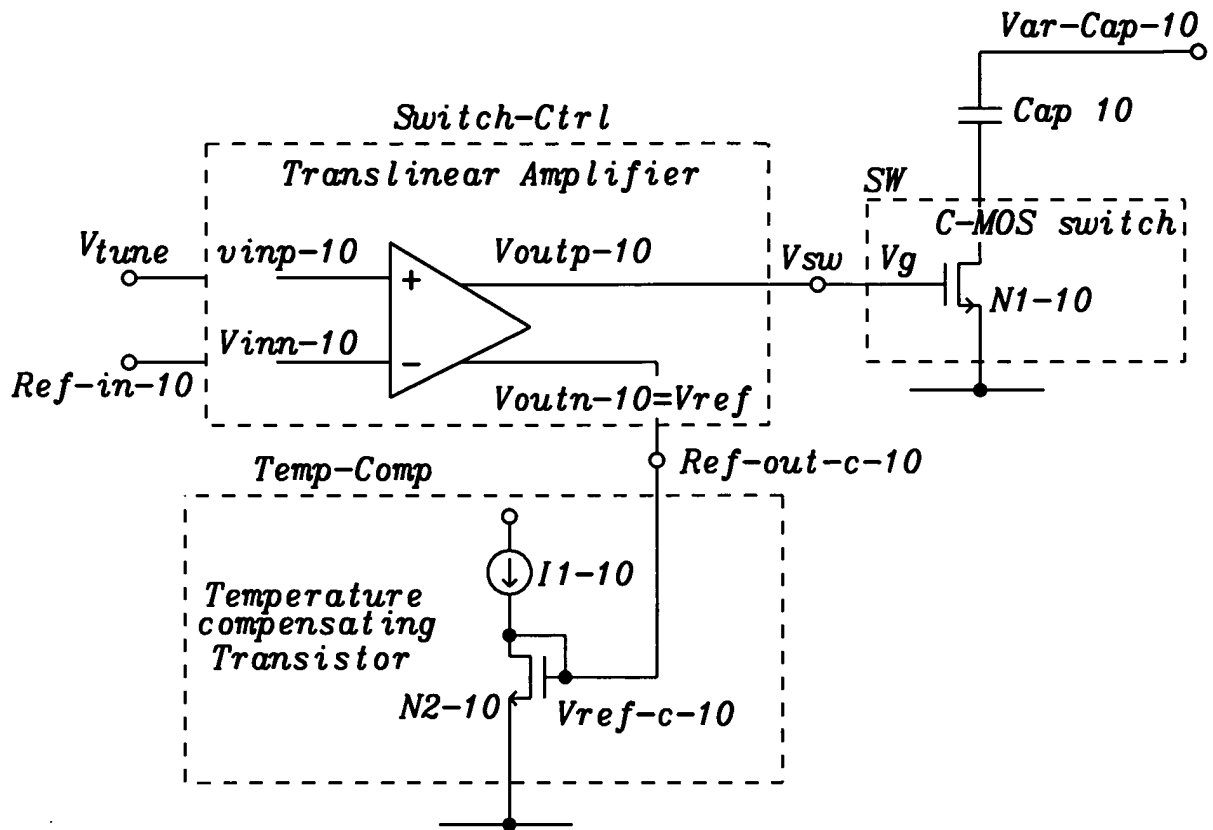 Var-Cap-10
Cap 10
Switch-Ctrl
Translinear Amplifier
SW
C-MOS switch
Vtune
vinp-10
+
Voutp-10
Vsw
Vg
N1-10
Vinn-10
-
Ref-in-10
Voutn-10=Vref
Temp-Comp
Ref-out-c-10
I1-10
Temperature
compensating
Transistor
N2-10
Vref-c-10